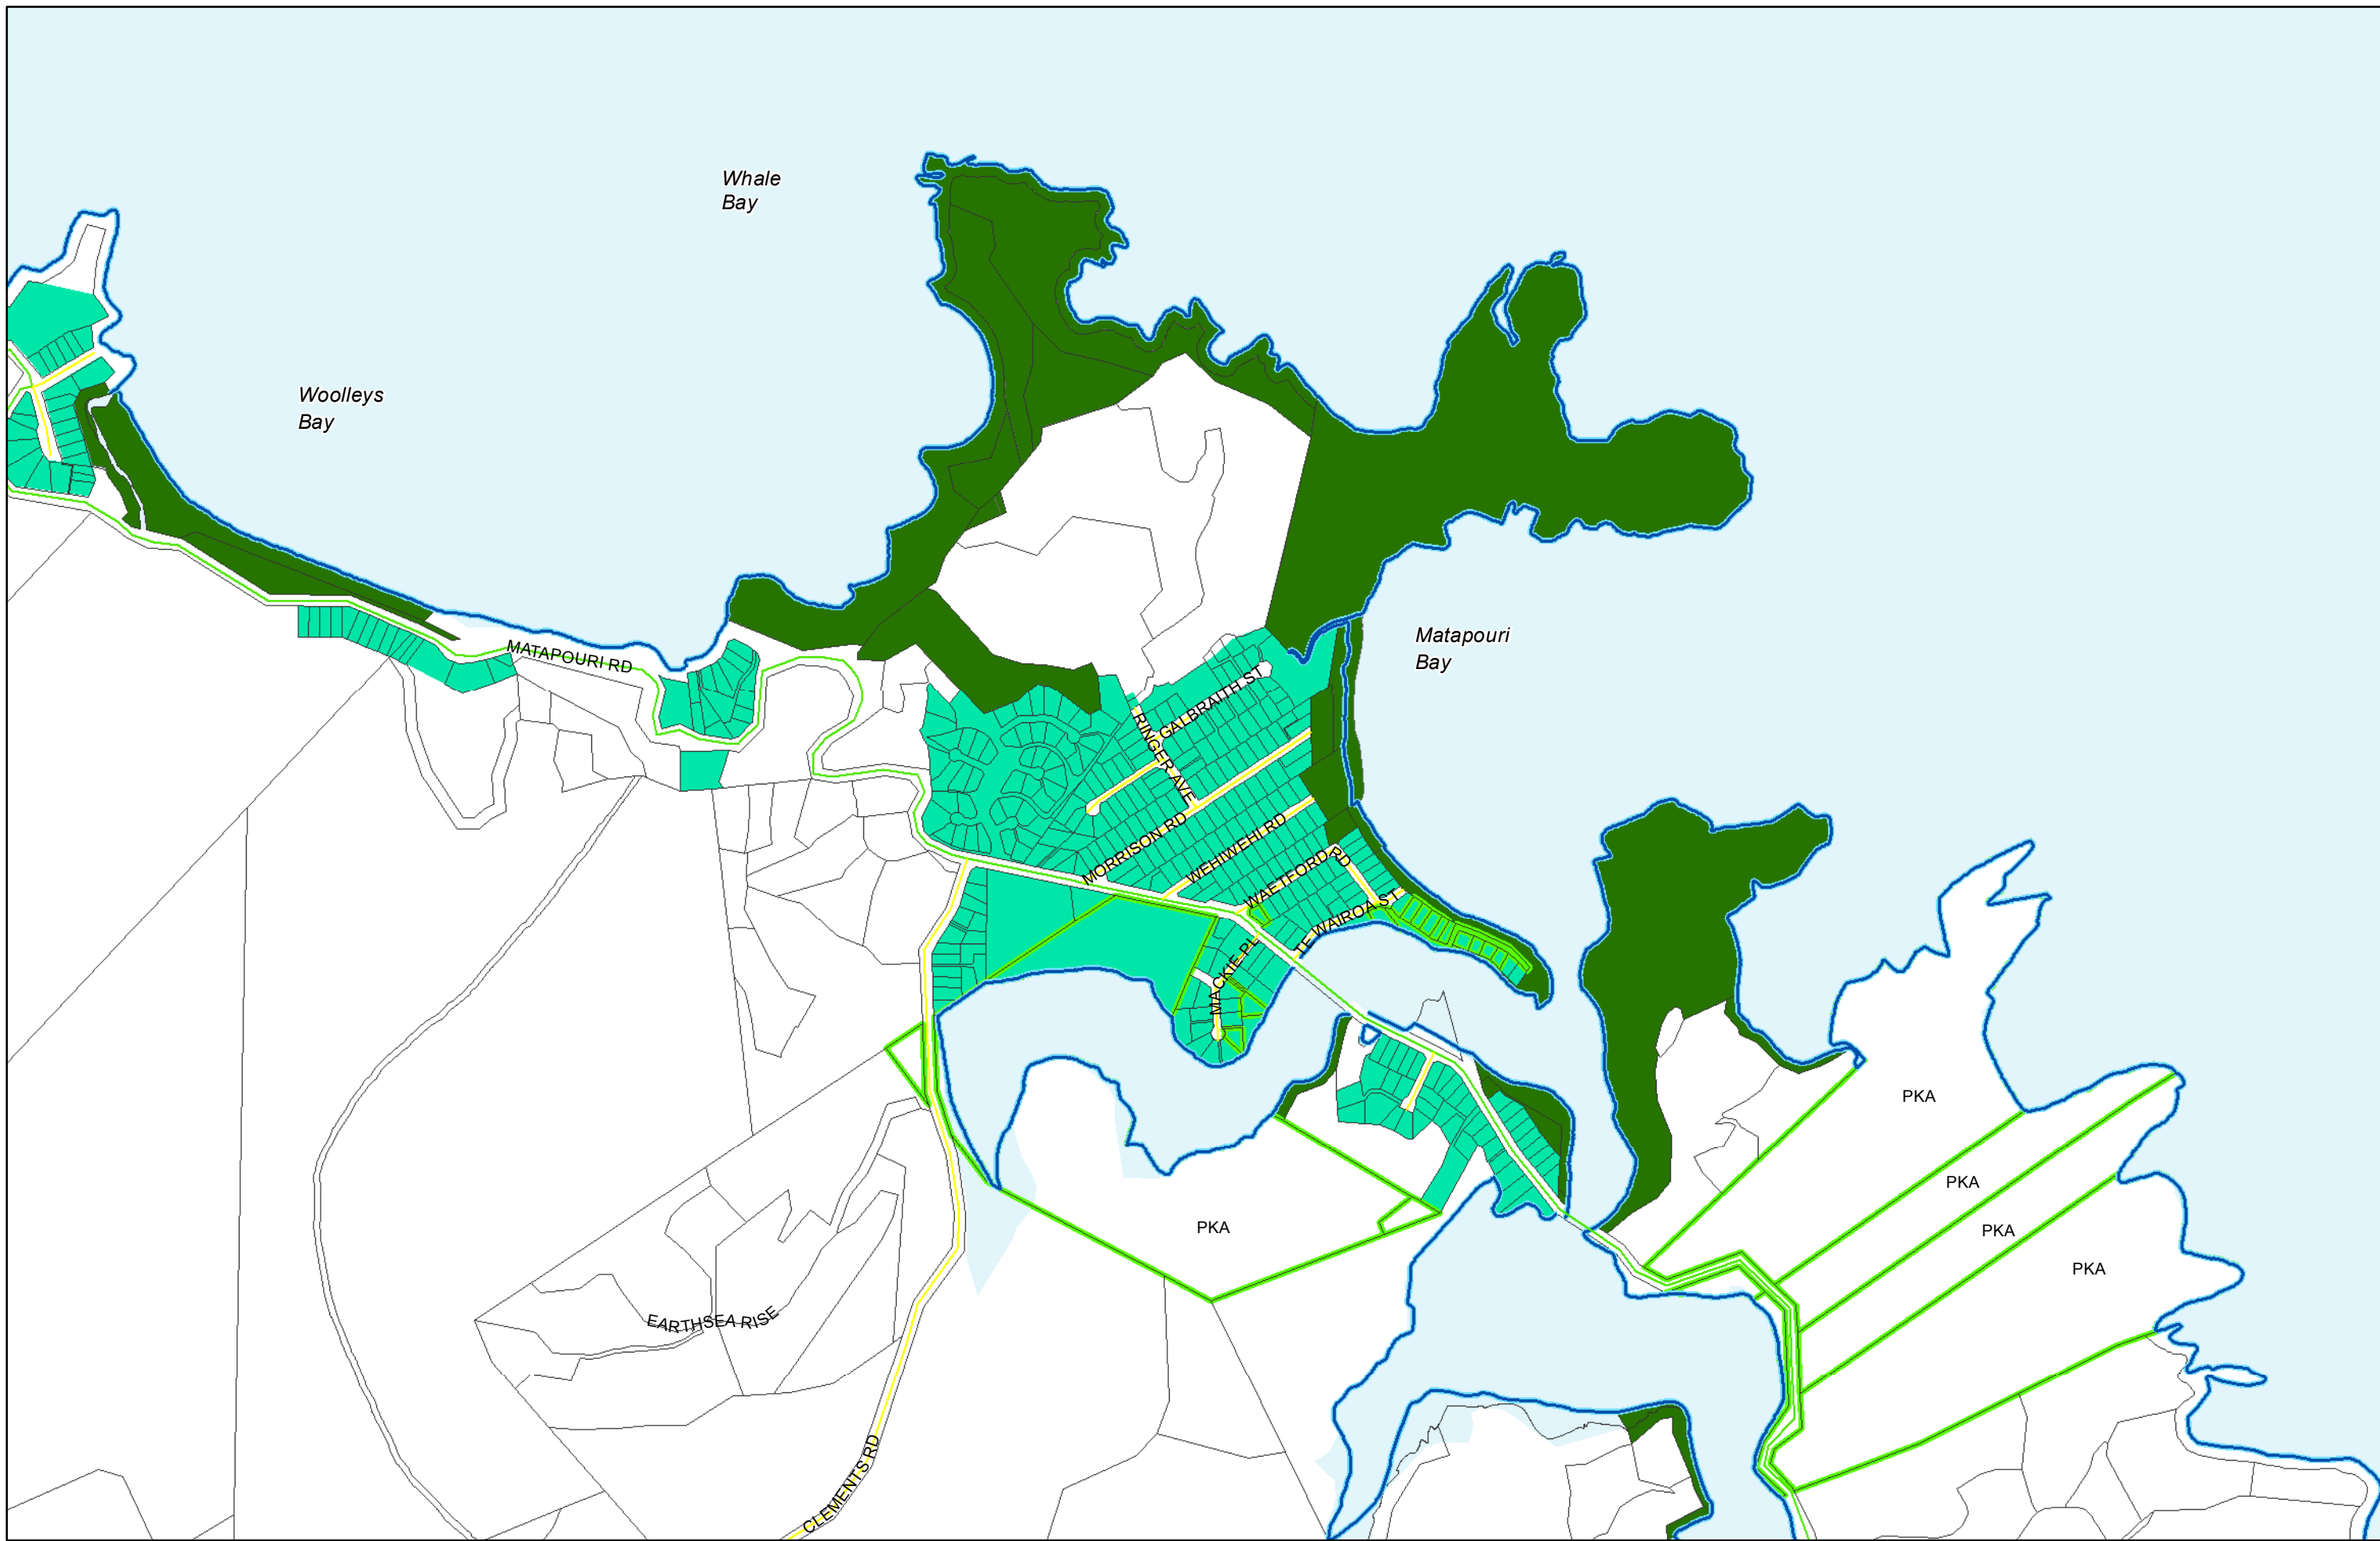 Whale
Bay
Woolleys
Bay
Matapouri
Bay
MATAPOURI RD
GALBRAITH ST
RINGER AVE
MORRISON RD
WEHIWEHI RD
WAETFORD RD
TE WAIROA ST
MACKIE PL
PKA
PKA
PKA
PKA
PKA
EARTHSEA RISE
CLEMENTS RD